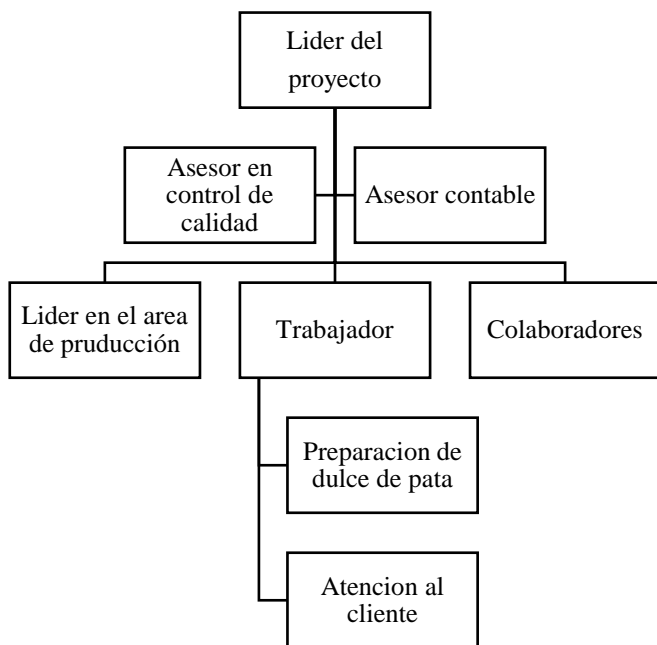 Lider del
proyecto
Asesor en
control de
calidad
Asesor contable
Lider en el area
de prudducción
Trabajador
Colaboradores
Preparacion de
dulce de pata
Atencion al
cliente